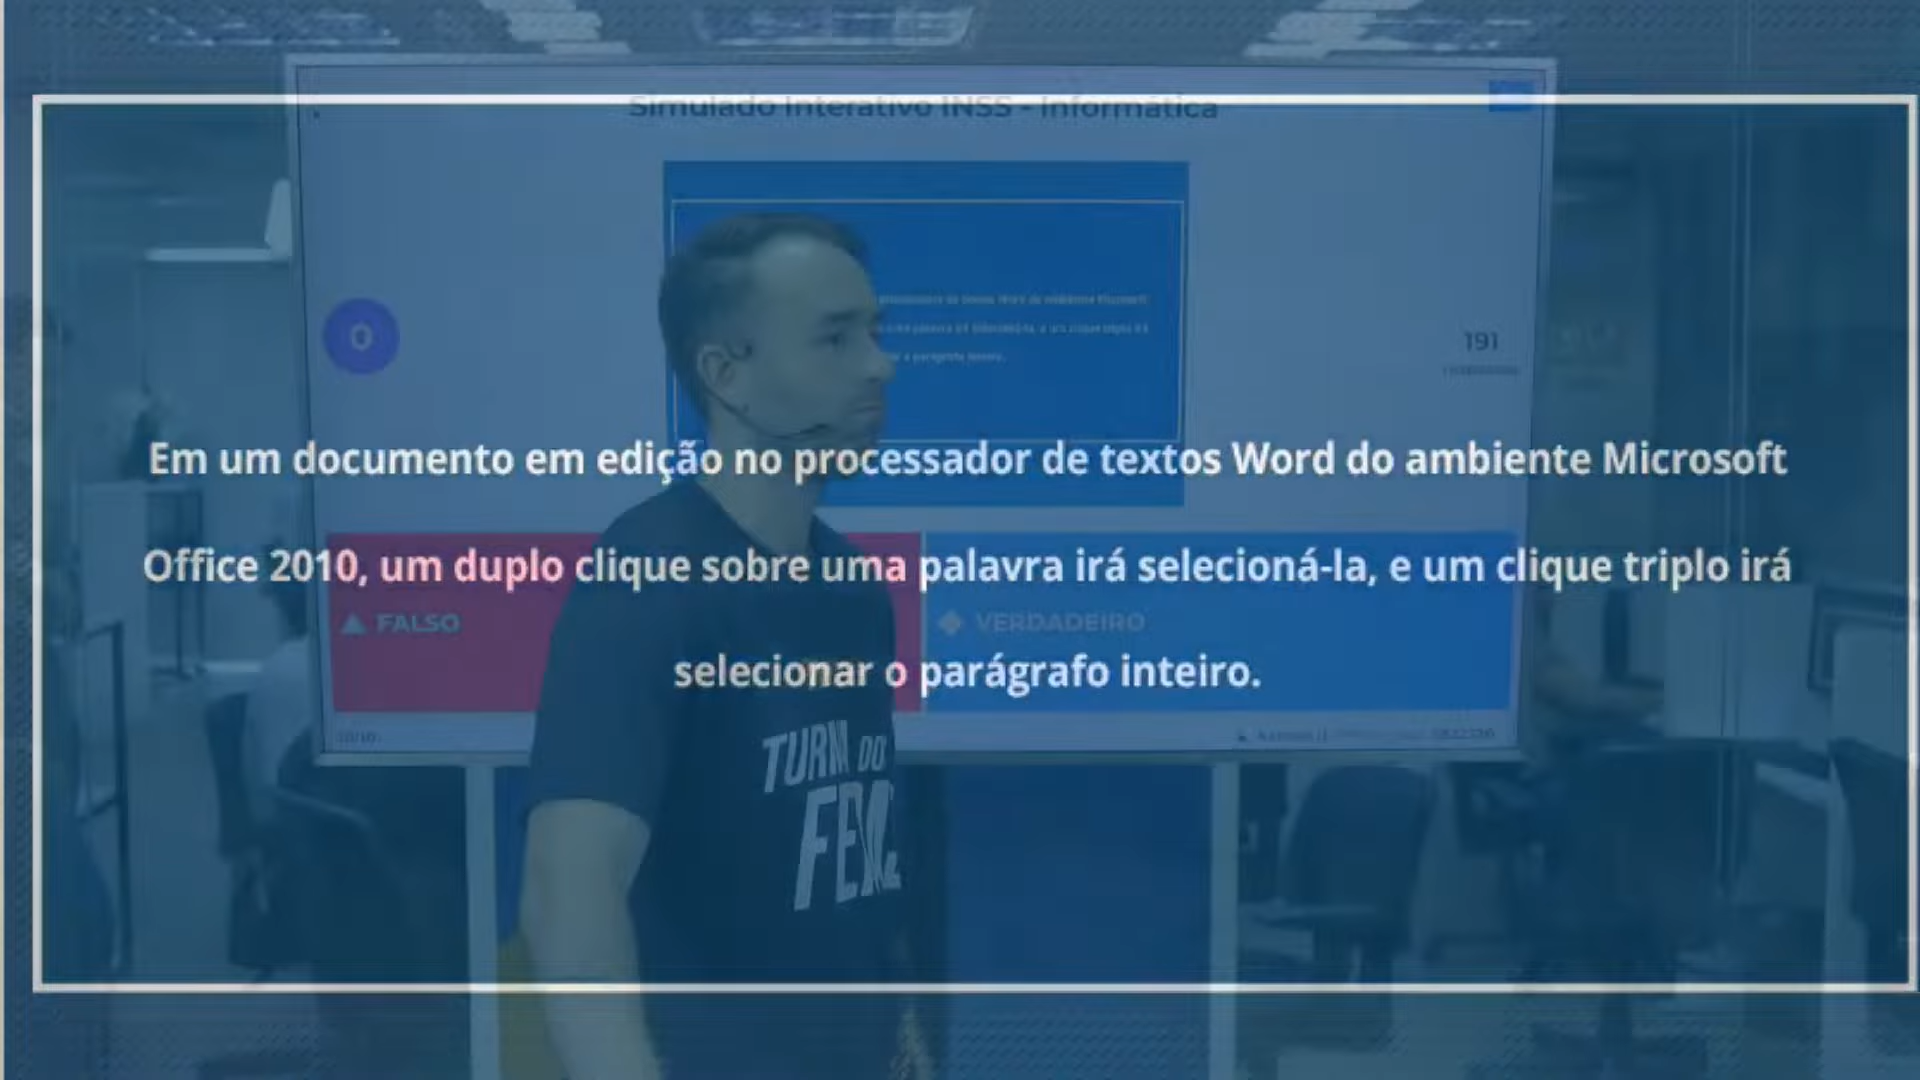 Simulado Interativo INSS - Informática
0
191
Em um documento em edição no processador de textos Word do ambiente Microsoft
Office 2010, um duplo clique sobre uma palavra irá selecioná-la, e um clique triplo irá
selecionar o parágrafo inteiro.
FALSO
VERDADEIRO
TURMA DO